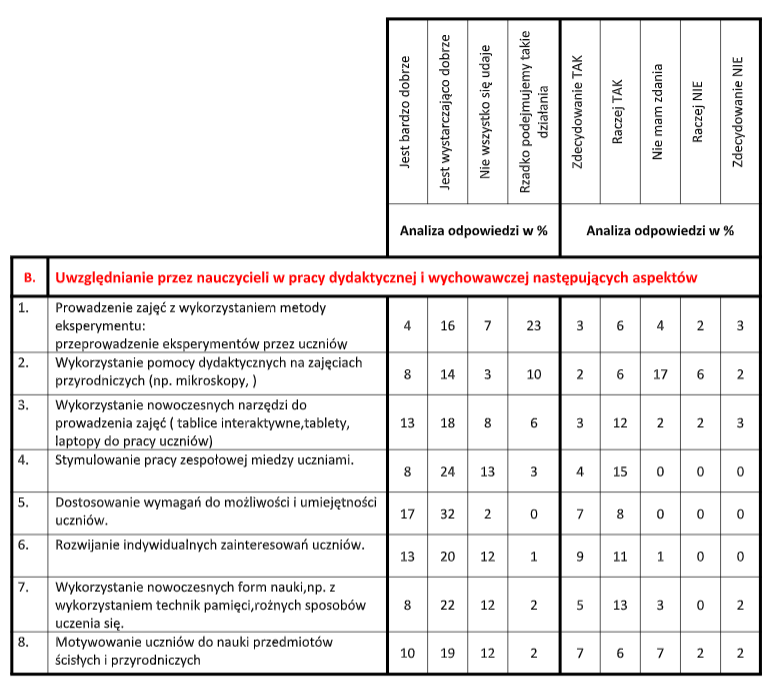 Jest bardzo dobrze
Jest wystarczająco dobrze
Nie wszystko się udaje
Rzadko podejmujemy takie
działania
Zdecydowanie TAK
Raczej TAK
Nie mam zdania
Raczej NIE
Zdecydowanie NIE
Analiza odpowiedzi w % Analiza odpowiedzi w %
B. Uwzględnianie przez nauczycieli w pracy dydaktycznej i wychowawczej następujących aspektów
1. Prowadzenie zajęć z wykorzystaniem metody
eksperymentu:
przeprowadzenie eksperymentów przez uczniów
4 16 7 23 3 6 4 2 3
2. Wykorzystanie pomocy dydaktycznych na zajęciach
przyrodniczych (np. mikroskopy, )
8 14 3 10 2 6 17 6 2
3. Wykorzystanie nowoczesnych narzędzi do
prowadzenia zajęć ( tablice interaktywne,tablety,
laptopy do pracy uczniów)
13 18 8 6 3 12 2 2 3
4. Stymulowanie pracy zespołowej miedzy uczniami.
8 24 13 3 4 15 0 0 0
5. Dostosowanie wymagań do możliwości i umiejętności
uczniów.
17 32 2 0 7 8 0 0 0
6. Rozwijanie indywidualnych zainteresowań uczniów.
13 20 12 1 9 11 1 0 0
7. Wykorzystanie nowoczesnych form nauki,np. z
wykorzystaniem technik pamięci,rożnych sposobów
uczenia się.
8 22 12 2 5 13 3 0 2
8. Motywowanie uczniów do nauki przedmiotów
ścisłych i przyrodniczych
10 19 12 2 7 6 7 2 2